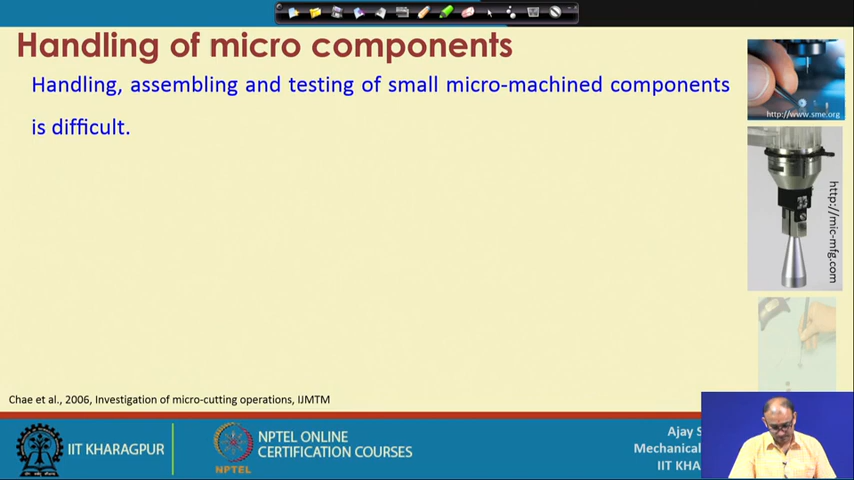 Handling of micro components
Handling, assembling and testing of small micro-machined components
is difficult.
http://www.sme.org
http://mic-mfg.com
Chae et al., 2006, Investigation of micro-cutting operations, IJMTM
IIT KHARAGPUR
NPTEL
NPTEL ONLINE
CERTIFICATION COURSES
Ajay
Mechanical
IIT